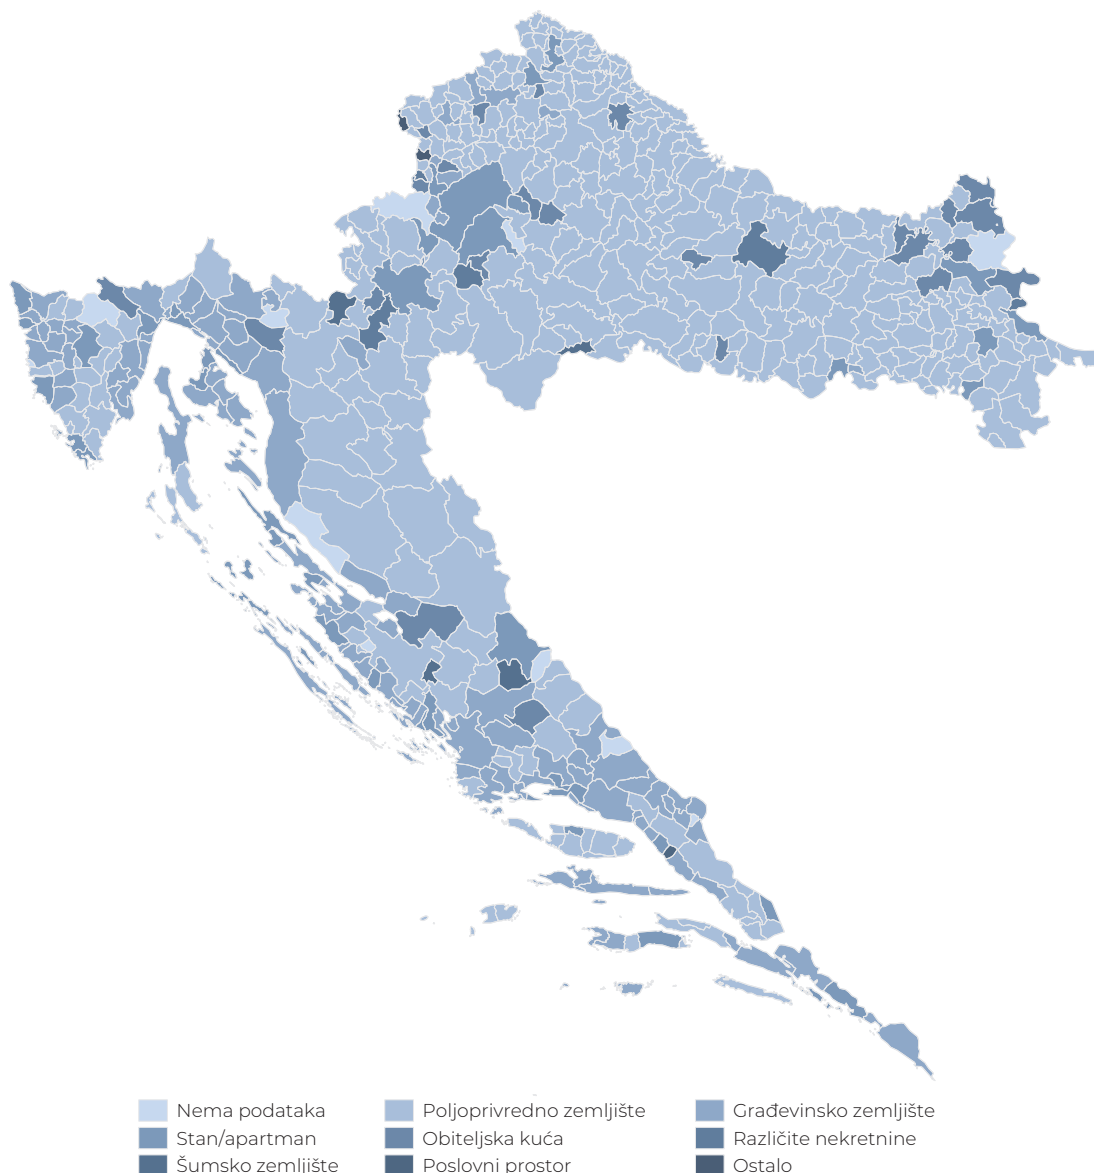 Nema podataka Poljoprivredno zemljište Građevinsko zemljište
Stan/apartman Obiteljska kuća Različite nekretnine
Šumsko zemljište Poslovni prostor Ostalo